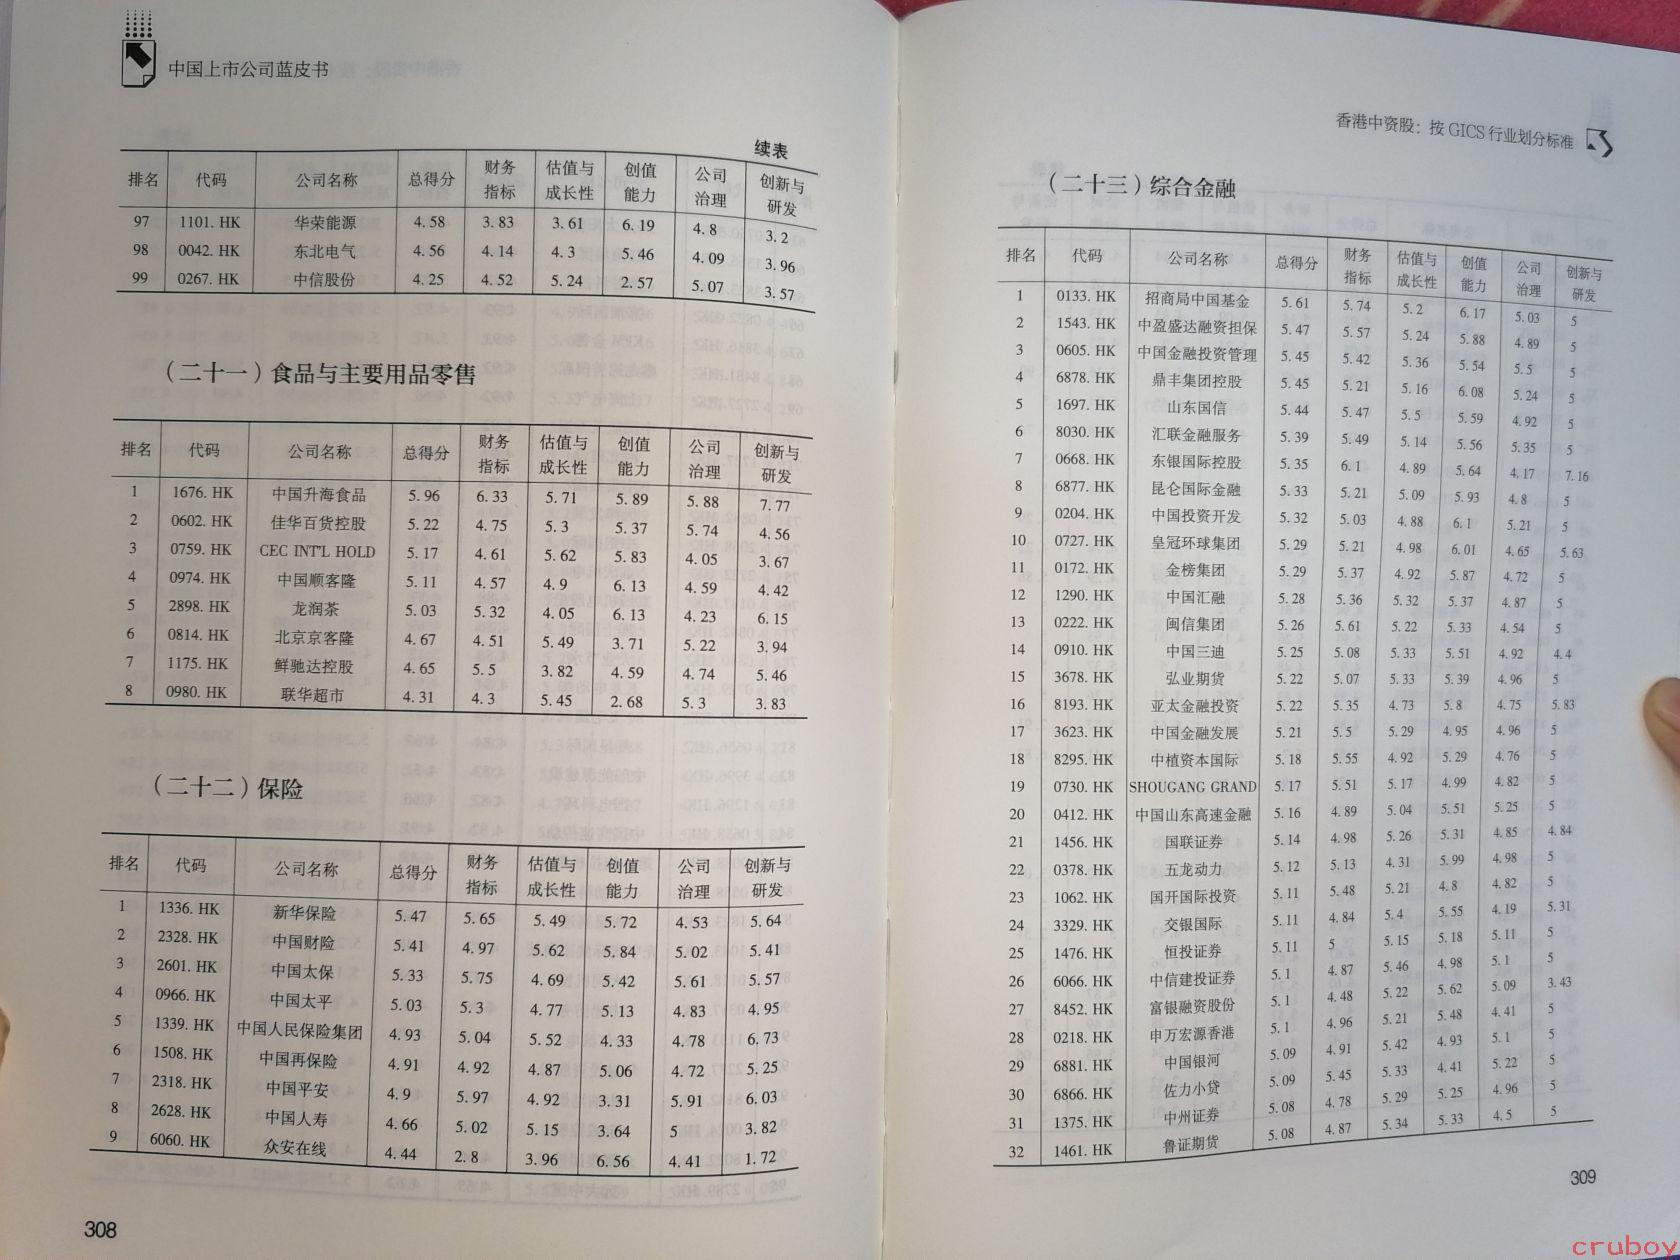 中国上市公司蓝皮书
续表
排名 代码 公司名称 总得分 财务指标 估值与成长性 创值能力 公司治理 创新与研发
97 1101. HK 华荣能源 4.58 3.83 3.61 6.19 4.8 3.2
98 0042. HK 东北电气 4.56 4.14 4.3 5.46 4.09 3.96
99 0267. HK 中信股份 4.25 4.52 5.24 2.57 5.07 3.57
（二十一）食品与主要用品零售
排名 代码 公司名称 总得分 财务指标 估值与成长性 创值能力 公司治理 创新与研发
1 1676. HK 中国升海食品 5.96 6.33 5.71 5.89 5.88 7.77
2 0602. HK 佳华百货控股 5.22 4.75 5.3 5.37 5.74 4.56
3 0759. HK CEC INT'L HOLD 5.17 4.61 5.62 5.83 4.05 3.67
4 0974. HK 中国顺客隆 5.11 4.57 4.9 6.13 4.59 4.42
5 2898. HK 龙润茶 5.03 5.32 4.05 6.13 4.23 6.15
6 0814. HK 北京京客隆 4.67 4.51 5.49 3.71 5.22 3.94
7 1175. HK 鲜驰达控股 4.65 5.5 3.82 4.59 4.74 5.46
8 0980. HK 联华超市 4.31 4.3 5.45 2.68 5.3 3.83
（二十二）保险
排名 代码 公司名称 总得分 财务指标 估值与成长性 创值能力 公司治理 创新与研发
1 1336. HK 新华保险 5.47 5.65 5.49 5.72 4.53 5.64
2 2328. HK 中国财险 5.41 4.97 5.62 5.84 5.02 5.41
3 2601. HK 中国太保 5.33 5.75 4.69 5.42 5.61 5.57
4 0966. HK 中国太平 5.03 5.3 4.77 5.13 4.83 4.95
5 1339. HK 中国人民保险集团 4.93 5.04 5.52 4.33 4.78 6.73
6 1508. HK 中国再保险 4.91 4.92 4.87 5.06 4.72 5.25
7 2318. HK 中国平安 4.9 5.97 4.92 3.31 5.91 6.03
8 2628. HK 中国人寿 4.66 5.02 5.15 3.64 5 3.82
9 6060. HK 众安在线 4.44 2.8 3.96 6.56 4.41 1.72
308
香港中资股：按 GICS 行业划分标准
（二十三）综合金融
排名 代码 公司名称 总得分 财务指标 估值与成长性 创值能力 公司治理 创新与研发
1 0133. HK 招商局中国基金 5.61 5.74 5.2 6.17 5.03 5
2 1543. HK 中盈盛达融资担保 5.47 5.57 5.24 5.88 4.89 5
3 0605. HK 中国金融投资管理 5.45 5.42 5.36 5.54 5.5 5
4 6878. HK 鼎丰集团控股 5.45 5.21 5.16 6.08 5.24 5
5 1697. HK 山东国信 5.44 5.47 5.5 5.59 4.92 5
6 8030. HK 汇联金融服务 5.39 5.49 5.14 5.56 5.35 5
7 0668. HK 东银国际控股 5.35 6.1 4.89 5.64 4.17 7.16
8 6877. HK 昆仑国际金融 5.33 5.21 5.09 5.93 4.8 5
9 0204. HK 中国投资开发 5.32 5.03 4.88 6.1 5.21 5
10 0727. HK 皇冠环球集团 5.29 5.21 4.98 6.01 4.65 5.63
11 0172. HK 金榜集团 5.29 5.37 4.92 5.87 4.72 5
12 1290. HK 中国汇融 5.28 5.36 5.32 5.37 4.87 5
13 0222. HK 闽信集团 5.26 5.61 5.22 5.33 4.54 5
14 0910. HK 中国三迪 5.25 5.08 5.33 5.51 4.92 4.4
15 3678. HK 弘业期货 5.22 5.07 5.33 5.39 4.96 5
16 8193. HK 亚太金融投资 5.22 5.35 4.73 5.8 4.75 5.83
17 3623. HK 中国金融发展 5.21 5.5 5.29 4.95 4.96 5
18 8295. HK 中植资本国际 5.18 5.55 4.92 5.29 4.76 5
19 0730. HK SHOUGANG GRAND 5.17 5.51 5.17 4.99 4.82 5
20 0412. HK 中国山东高速金融 5.16 4.89 5.04 5.51 5.25 5
21 1456. HK 国联证券 5.14 4.98 5.26 5.31 4.85 4.84
22 0378. HK 五龙动力 5.12 5.13 4.31 5.99 4.98 5
23 1062. HK 国开国际投资 5.11 5.48 5.21 4.8 4.82 5
24 3329. HK 交银国际 5.11 4.84 5.4 5.55 4.19 5.31
25 1476. HK 恒投证券 5.11 5 5.15 5.18 5.11 5
26 6066. HK 中信建投证券 5.1 4.87 5.46 4.98 5.1 5
27 8452. HK 富银融资股份 5.1 4.48 5.22 5.62 5.09 3.43
28 0218. HK 申万宏源香港 5.1 4.96 5.21 5.48 4.41 5
29 6881. HK 中国银河 5.09 4.91 5.42 4.93 5.1 5
30 6866. HK 佐力小贷 5.09 5.45 5.33 4.41 5.22 5
31 1375. HK 中州证券 5.08 4.78 5.29 5.25 4.96 5
32 1461. HK 鲁证期货 5.08 4.87 5.34 5.33 4.5 5
309
cruboy